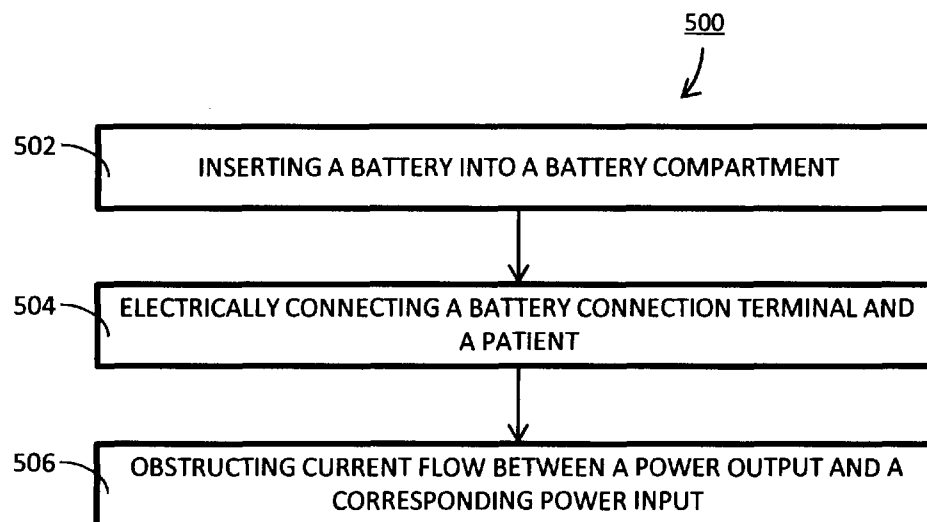 500
502
INSERTING A BATTERY INTO A BATTERY COMPARTMENT
504
ELECTRICALLY CONNECTING A BATTERY CONNECTION TERMINAL AND
A PATIENT
506
OBSTRUCTING CURRENT FLOW BETWEEN A POWER OUTPUT AND A
CORRESPONDING POWER INPUT